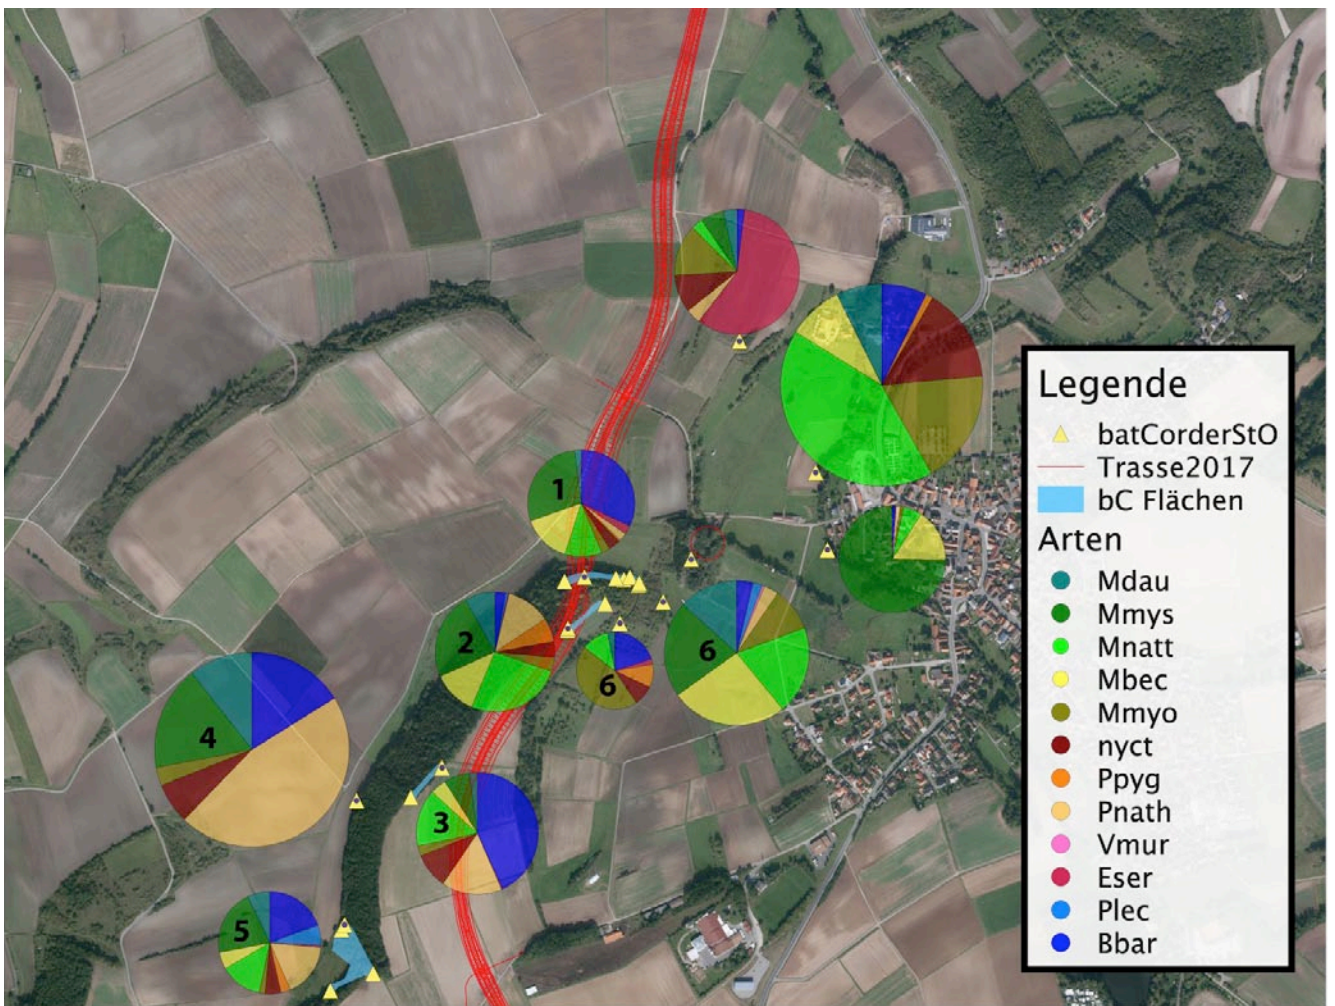 Legende
batCorderStO
Trasse2017
bC Flächen
Arten
Mdau
Mmys
Mnatt
Mbec
Mmyo
nyct
Ppyg
Pnath
Vmur
Eser
Plec
Bbar
1
2
6
6
4
3
5